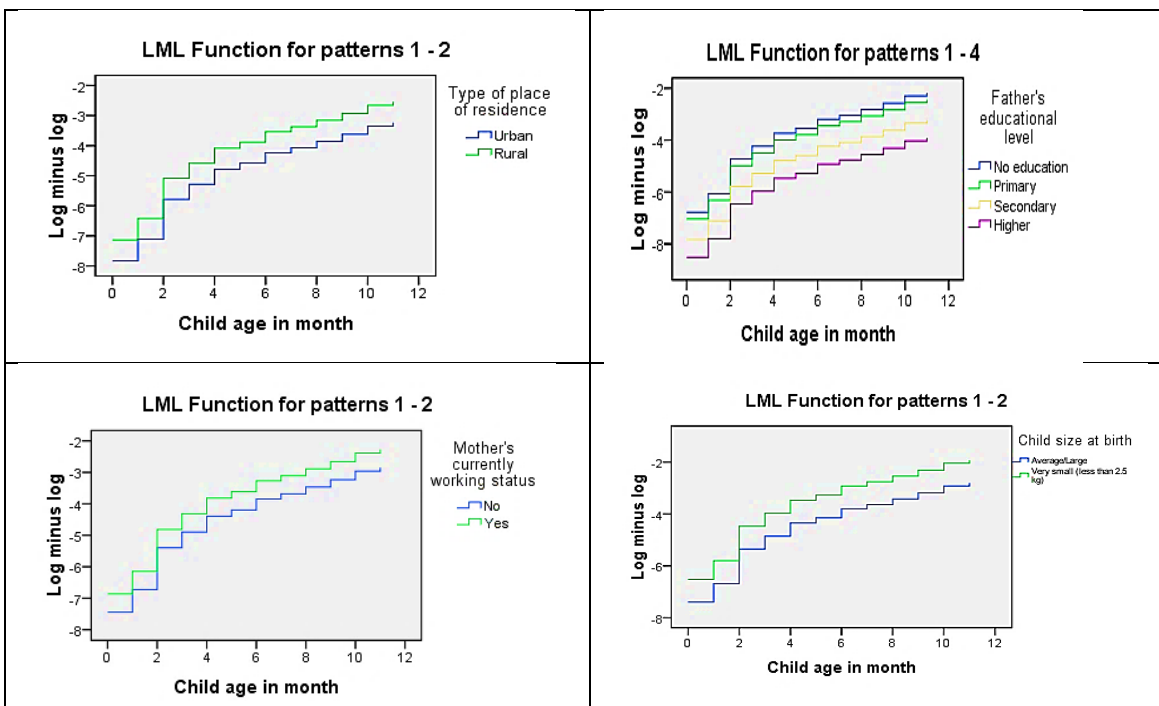 LML Function for patterns 1 - 2
Log minus log
-2
-3
-4
-5
-6
-7
-8
0 2 4 6 8 10 12
Child age in month
Type of place
of residence
Urban
Rural
LML Function for patterns 1 - 4
Log minus log
-2
-4
-6
-8
0 2 4 6 8 10 12
Child age in month
Father's
educational
level
No education
Primary
Secondary
Higher
LML Function for patterns 1 - 2
Log minus log
-2
-3
-4
-5
-6
-7
-8
0 2 4 6 8 10 12
Child age in month
Mother's
currently
working status
No
Yes
LML Function for patterns 1 - 2
Log minus log
-2
-4
-6
-8
0 2 4 6 8 10 12
Child age in month
Child size at birth
Average/Large
Very small (less than 2.5
kg)